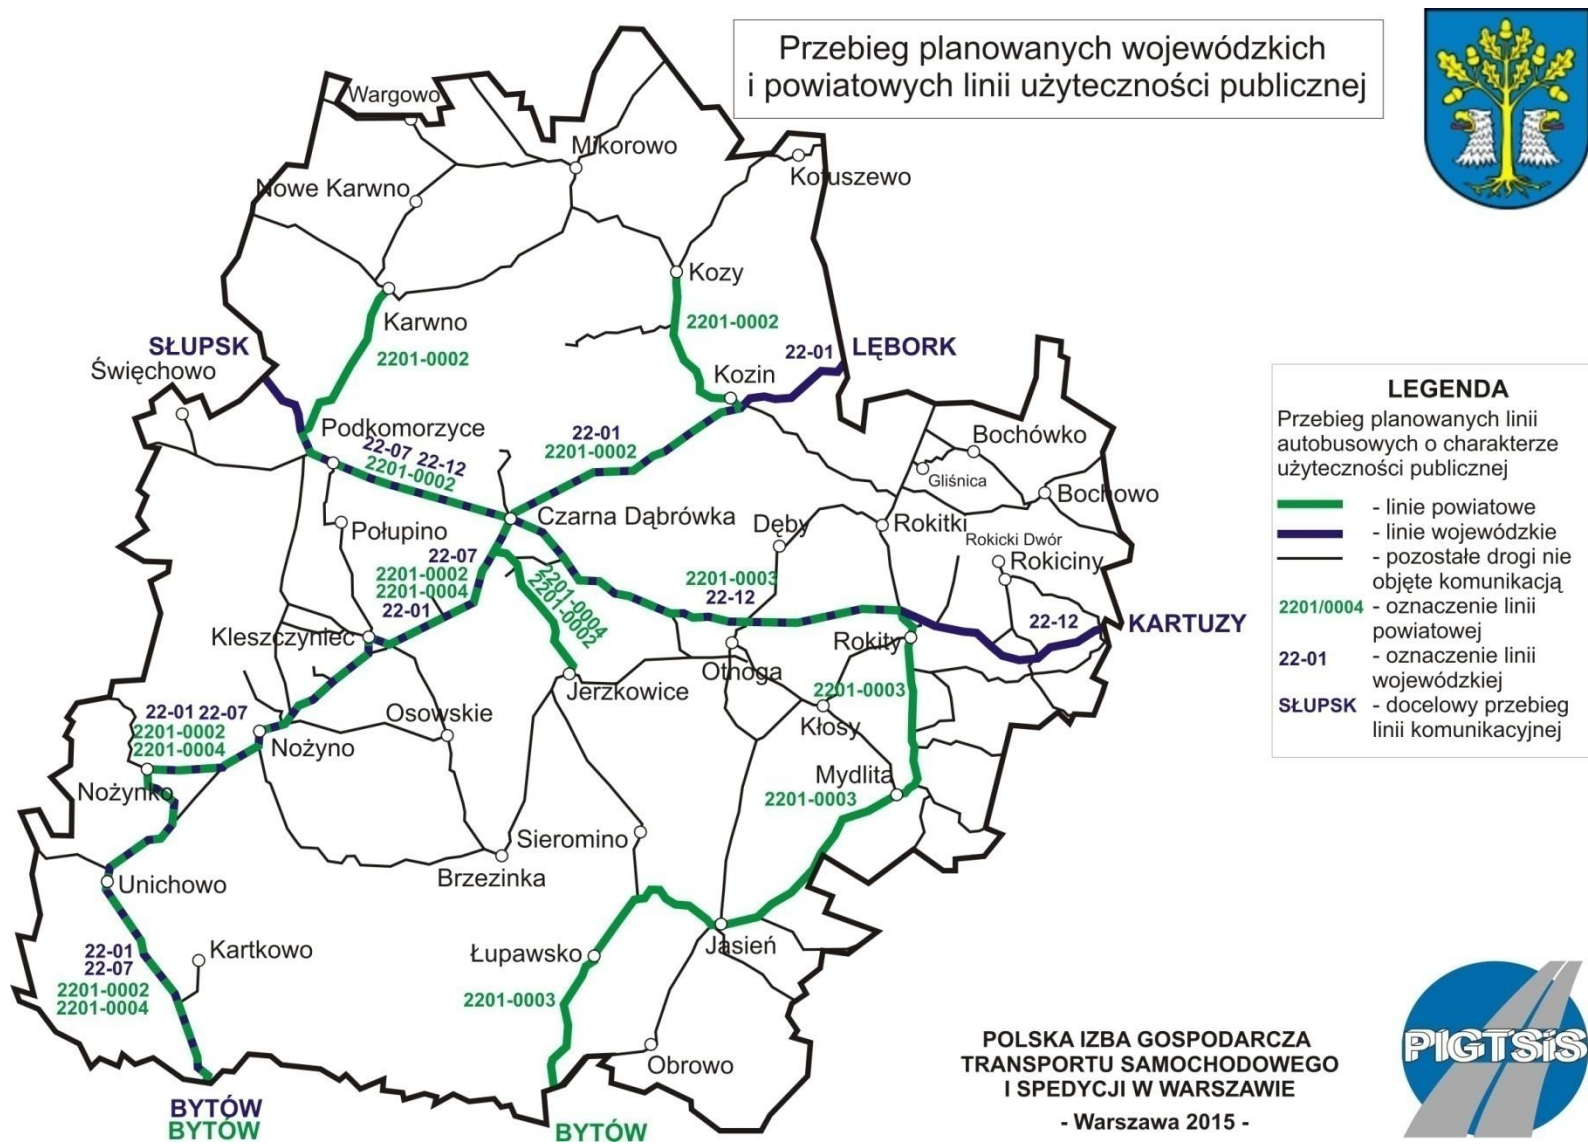 Przebieg planowanych wojewódzkich
i powiatowych linii użyteczności publicznej
Wargowo
Mikorowo
Kotuszewo
Nowe Karwno
Kozy
Karwno
2201-0002
2201-0002
SŁUPSK
Święchowo
22-01
LĘBORK
Kozin
Podkomorzyce
22-07 22-12
2201-0002
22-01
2201-0002
Bochówko
Gliśnica
Bochowo
Czarna Dąbrówka
Dęby
Rokitki
Połupino
Rokicki Dwór
Rokiciny
22-07
2201-0002
2201-0004
22-01
2201-0004
2201-0002
2201-0003
22-12
22-12
KARTUZY
Kleszczyniec
Rokity
Otnoga
Jerzkowice
2201-0003
Kłosy
22-01 22-07
2201-0002
2201-0004
Osowskie
Nożyno
Nożynko
Mydlita
2201-0003
Sieromino
Brzezinka
Unichowo
Kartkowo
22-01
22-07
2201-0002
2201-0004
Łupawsko
Jasień
2201-0003
Obrowo
BYTÓW
BYTÓW
BYTÓW
LEGENDA
Przebieg planowanych linii
autobusowych o charakterze
użyteczności publicznej
- linie powiatowe
- linie wojewódzkie
- pozostałe drogi nie
objęte komunikacją
2201/0004 - oznaczenie linii
powiatowej
22-01 - oznaczenie linii
wojewódzkiej
SŁUPSK - docelowy przebieg
linii komunikacyjnej
POLSKA IZBA GOSPODARCZA
TRANSPORTU SAMOCHODOWEGO
I SPEDYCJI W WARSZAWIE
- Warszawa 2015 -
PIGTSiS